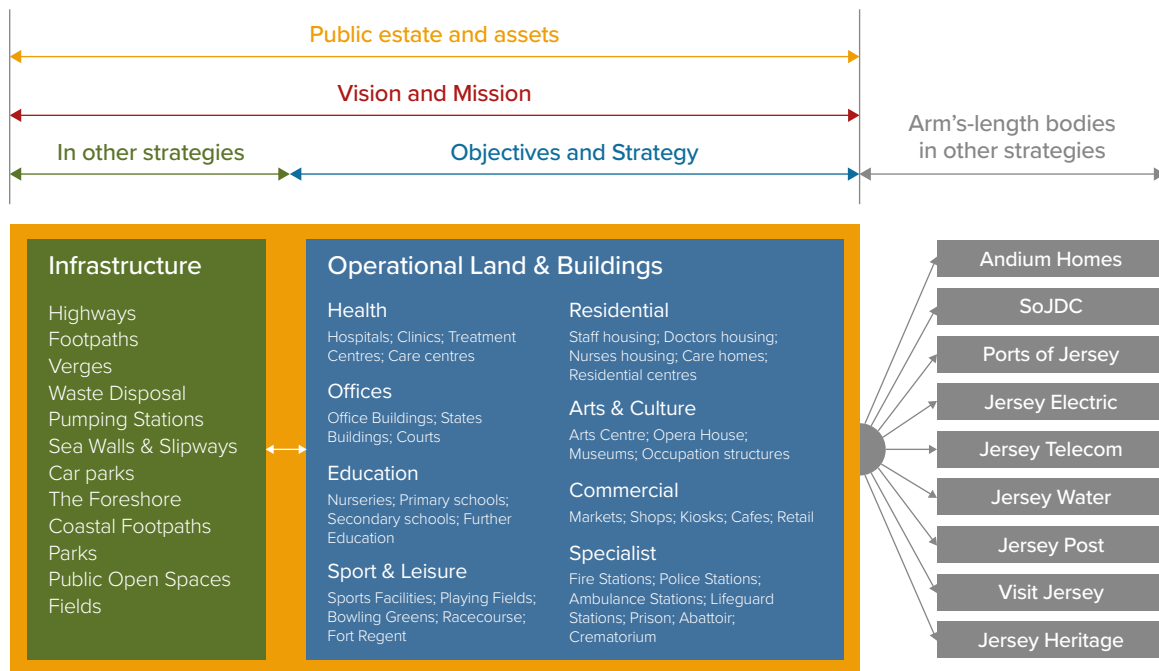 Public estate and assets
Vision and Mission
In other strategies
Objectives and Strategy
Arm's-length bodies
in other strategies
Infrastructure
Highways
Footpaths
Verges
Waste Disposal
Pumping Stations
Sea Walls & Slipways
Car parks
The Foreshore
Coastal Footpaths
Parks
Public Open Spaces
Fields
Operational Land & Buildings
Health
Hospitals; Clinics; Treatment
Centres; Care centres
Offices
Office Buildings; States
Buildings; Courts
Education
Nurseries; Primary schools;
Secondary schools; Further
Education
Sport & Leisure
Sports Facilities; Playing Fields;
Bowling Greens; Racecourse;
Fort Regent
Residential
Staff housing; Doctors housing;
Nurses housing; Care homes;
Residential centres
Arts & Culture
Arts Centre; Opera House;
Museums; Occupation structures
Commercial
Markets; Shops; Kiosks; Cafes; Retail
Specialist
Fire Stations; Police Stations;
Ambulance Stations; Lifeguard
Stations; Prison; Abattoir;
Crematorium
Andium Homes
SoJDC
Ports of Jersey
Jersey Electric
Jersey Telecom
Jersey Water
Jersey Post
Visit Jersey
Jersey Heritage